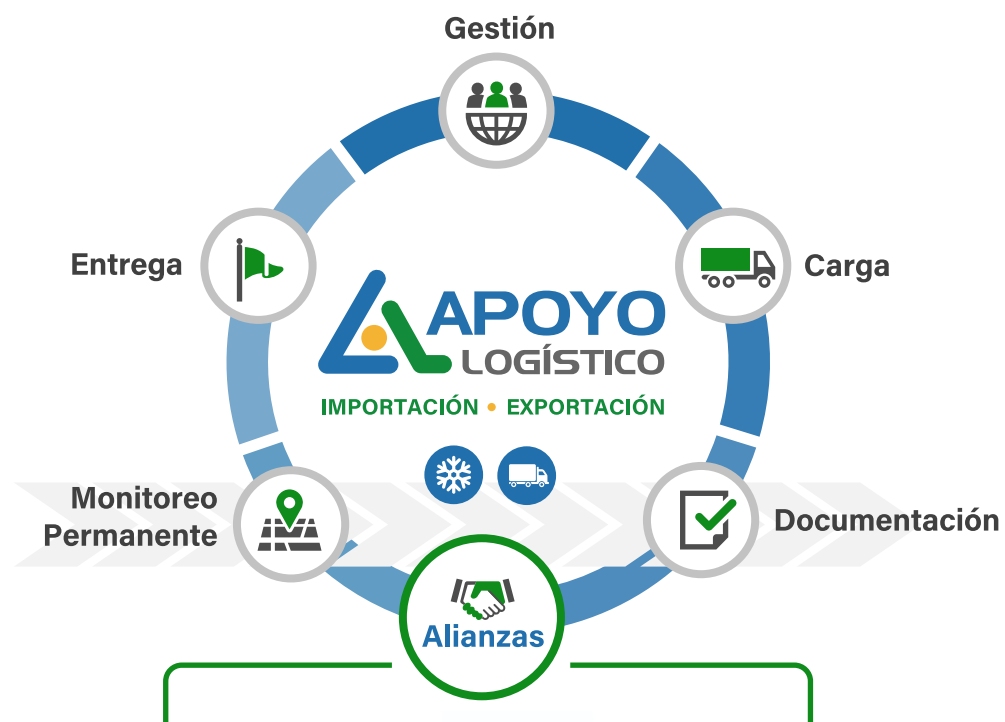 Gestión
Entrega
Carga
APOYO
LOGÍSTICO
IMPORTACIÓN • EXPORTACIÓN
Monitoreo
Permanente
Documentación
Alianzas